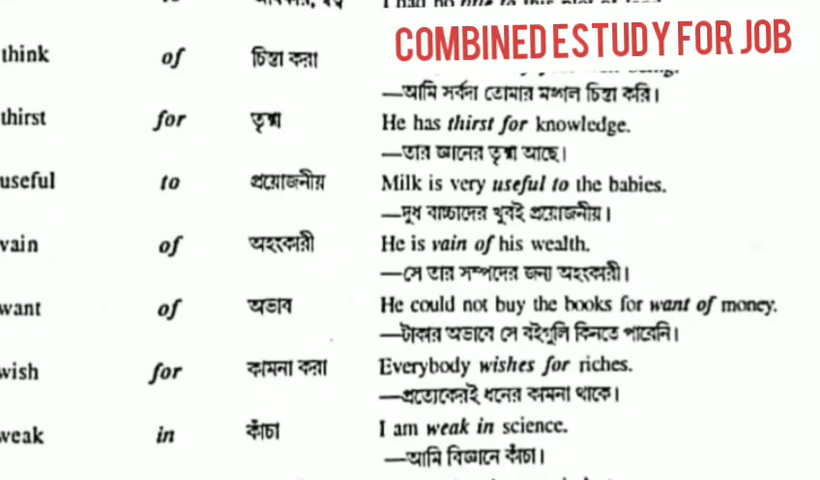 COMBINED STUDY FOR JOB
think of চিন্তা করা
—আমি সর্বদা তোমার মঙ্গল চিন্তা করি।
thirst for তৃষ্ণা He has thirst for knowledge.
—তার জ্ঞানের তৃষ্ণা আছে।
useful to প্রয়োজনীয় Milk is very useful to the babies.
—দুধ বাচ্চাদের খুবই প্রয়োজনীয়।
vain of অহংকারী He is vain of his wealth.
—সে তার সম্পদের জন্য অহংকারী।
want of অভাব He could not buy the books for want of money.
—টাকার অভাবে সে বইগুলি কিনতে পারেনি।
wish for কামনা করা Everybody wishes for riches.
—প্রত্যেকেরই ধনের কামনা থাকে।
weak in কাঁচা I am weak in science.
—আমি বিজ্ঞানে কাঁচা।